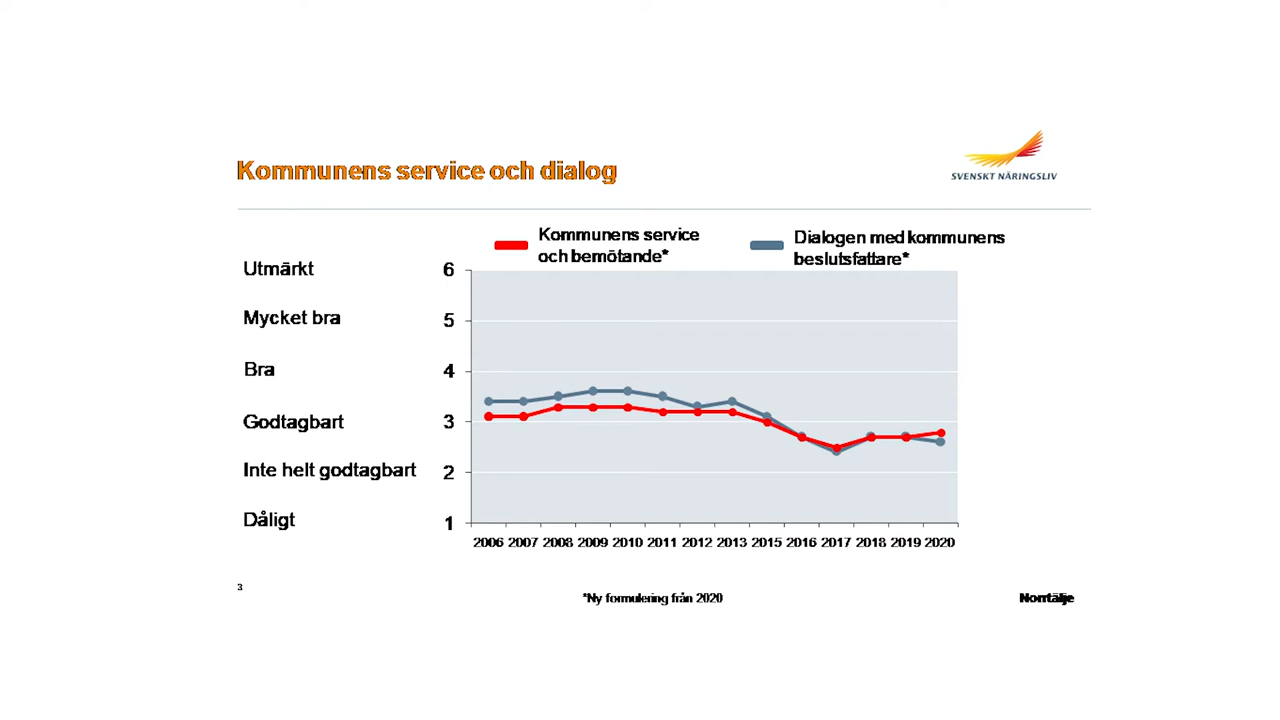 Kommunens service och dialog
SVENSKT NÄRINGSLIV
Kommunens service
och bemötande*
Dialogen med kommunens
beslutsfattare*
Utmärkt 6
Mycket bra 5
Bra 4
Godtagbart 3
Inte helt godtagbart 2
Dåligt 1
2006 2007 2008 2009 2010 2011 2012 2013 2015 2016 2017 2018 2019 2020
3
*Ny formulering från 2020
Norrtälje